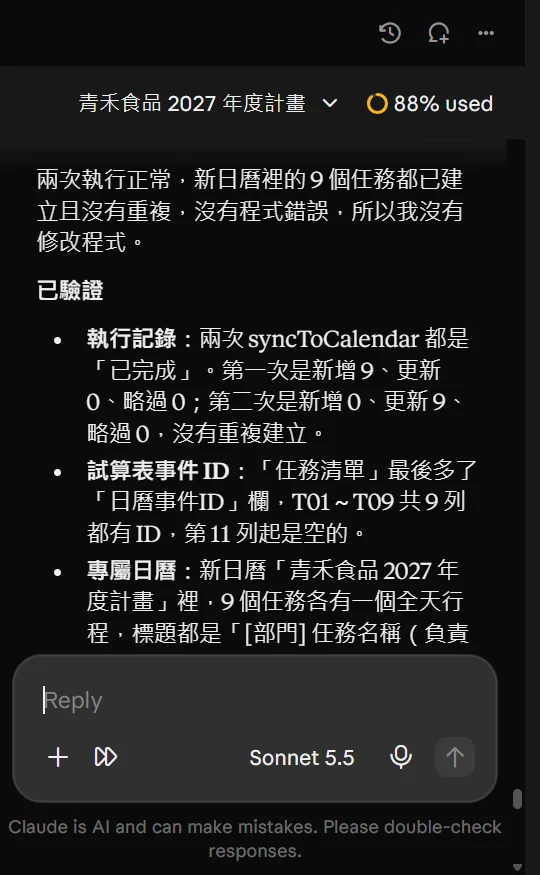 青禾食品 2027 年度計畫
88% used
兩次執行正常，新日曆裡的 9 個任務都已建
立且沒有重複，沒有程式錯誤，所以我沒有
修改程式。
已驗證
執行記錄：兩次 syncToCalendar 都是
「已完成」。第一次是新增 9、更新
0、略過 0；第二次是新增 0、更新 9、
略過 0，沒有重複建立。
試算表事件 ID：「任務清單」最後多了
「日曆事件ID」欄，T01 ~ T09 共 9 列
都有 ID，第 11 列起是空的。
專屬日曆：新日曆「青禾食品 2027 年
度計畫」裡，9 個任務各有一個全天行
程，標題都是「[部門] 任務名稱（負責
Reply
Sonnet 5.5
Claude is AI and can make mistakes. Please double-check
responses.